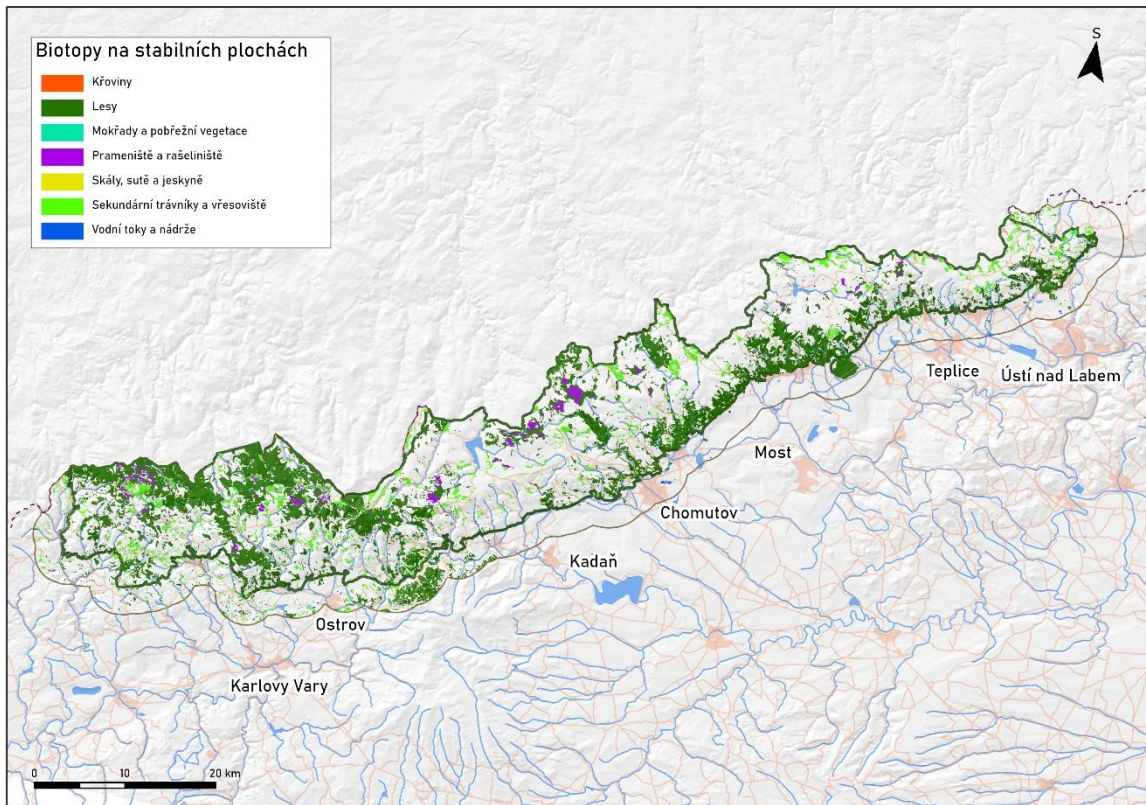 Biotopy na stabilních plochách
Křoviny
Lesy
Mokřady a pobřežní vegetace
Prameniště a rašeliniště
Skály, sutě a jeskyně
Sekundární trávníky a vřesoviště
Vodní toky a nádrže
S
Teplice
Ústí nad Labem
Most
Chomutov
Kadaň
Ostrov
Karlovy Vary
0 10 20 km